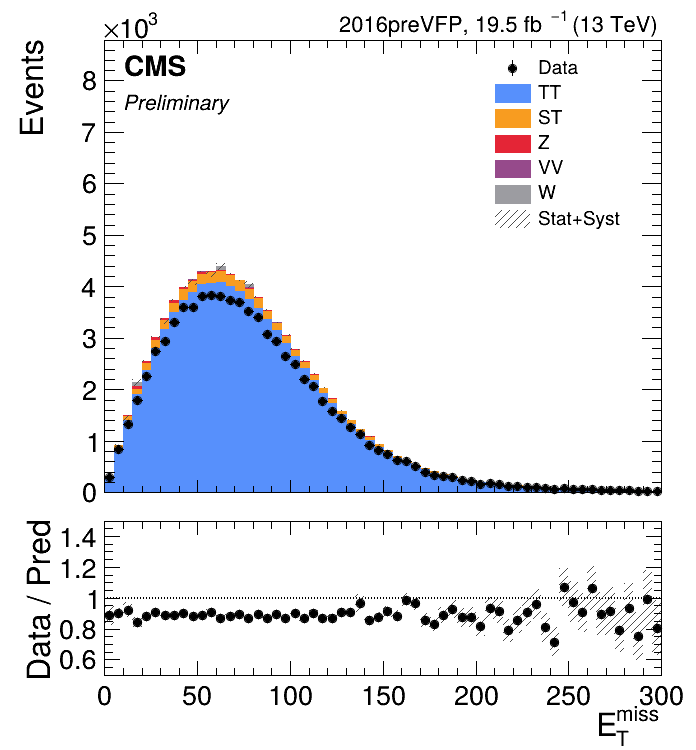 ×10³ 2016preVFP, 19.5 fb⁻¹ (13 TeV)
CMS
Preliminary
Data
TT
ST
Z
VV
W
Stat+Syst
Events
8
7
6
5
4
3
2
1
0
Data / Pred
1.4
1.2
1
0.8
0.6
0 50 100 150 200 250 300
E_T^miss